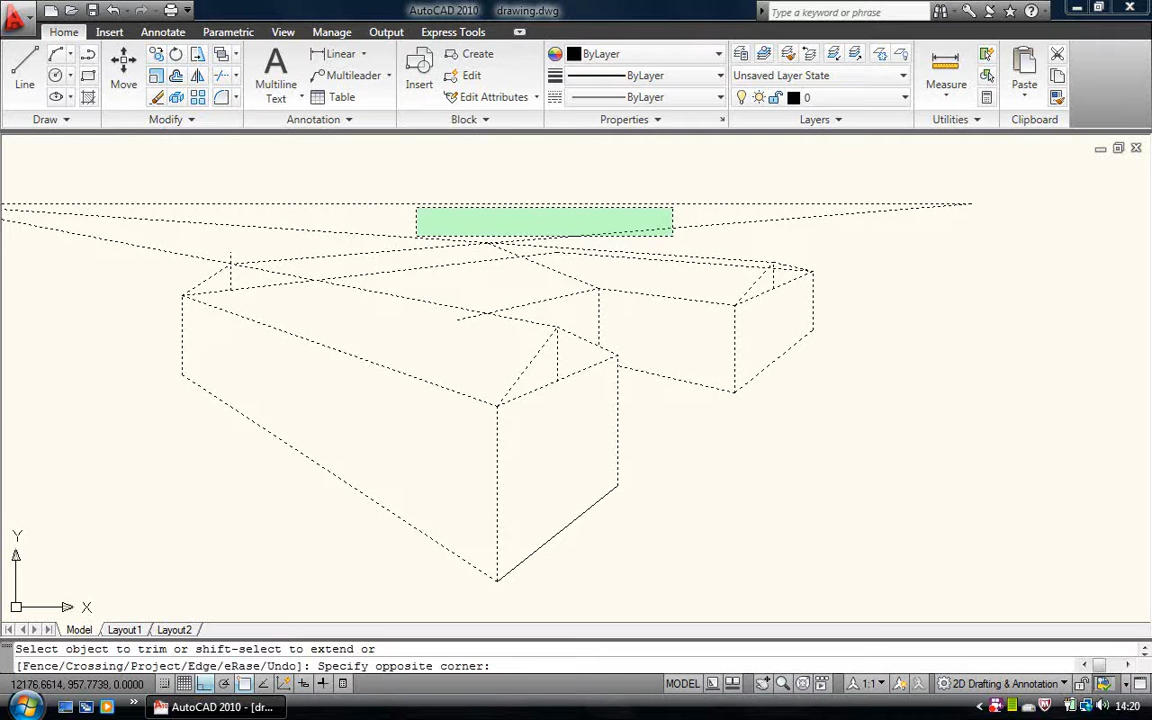 AutoCAD 2010 drawing.dwg
Type a keyword or phrase
Home Insert Annotate Parametric View Manage Output Express Tools
Line
Move
Multiline
Text
Linear
Multileader
Table
Insert
Create
Edit
Edit Attributes
ByLayer
ByLayer
ByLayer
Unsaved Layer State
0
Measure
Paste
Draw Modify Annotation Block Properties Layers Utilities Clipboard
Y
X
Model Layout1 Layout2
Select object to trim or shift-select to extend or
[Fence/Crossing/Project/Edge/eRase/Undo]: Specify opposite corner:
12176.6614, 957.7739, 0.0000
MODEL
1:1
2D Drafting & Annotation
AutoCAD 2010 - [dr...
14:20